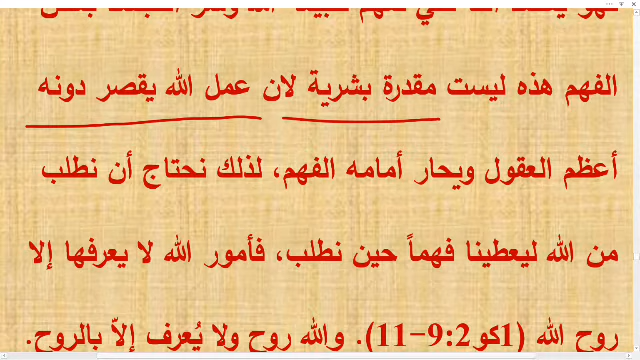 الفهم هذه ليست مقدرة بشرية لان عمل الله يقصر دونه
أعظم العقول ويحار أمامه الفهم، لذلك نحتاج أن نطلب
من الله ليعطينا فهماً حين نطلب، فأمور الله لا يعرفها إلا
روح الله (1كو2:9-11). والله روح ولا يُعرف إلاّ بالروح.